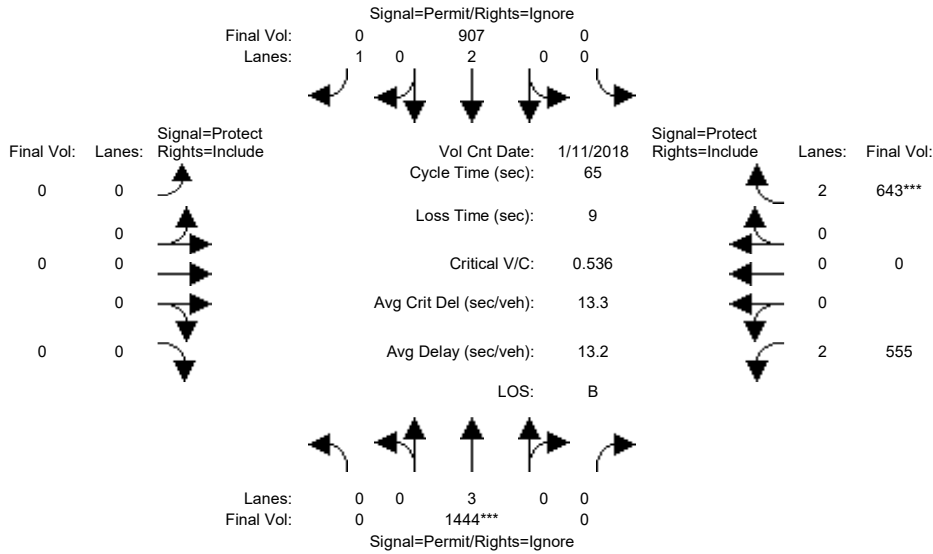 Signal=Permit/Rights=Ignore
Final Vol: 0 907 0
Lanes: 1 0 2 0 0
Signal=Protect
Final Vol: Lanes: Rights=Include
Vol Cnt Date: 1/11/2018
Signal=Protect
Rights=Include Lanes: Final Vol:
Cycle Time (sec): 65
0 0
2 643***
Loss Time (sec): 9
0
0
0 0
Critical V/C: 0.536
0 0
0
Avg Crit Del (sec/veh): 13.3
0
0 0
Avg Delay (sec/veh): 13.2
2 555
LOS: B
Lanes: 0 0 3 0 0
Final Vol: 0 1444*** 0
Signal=Permit/Rights=Ignore